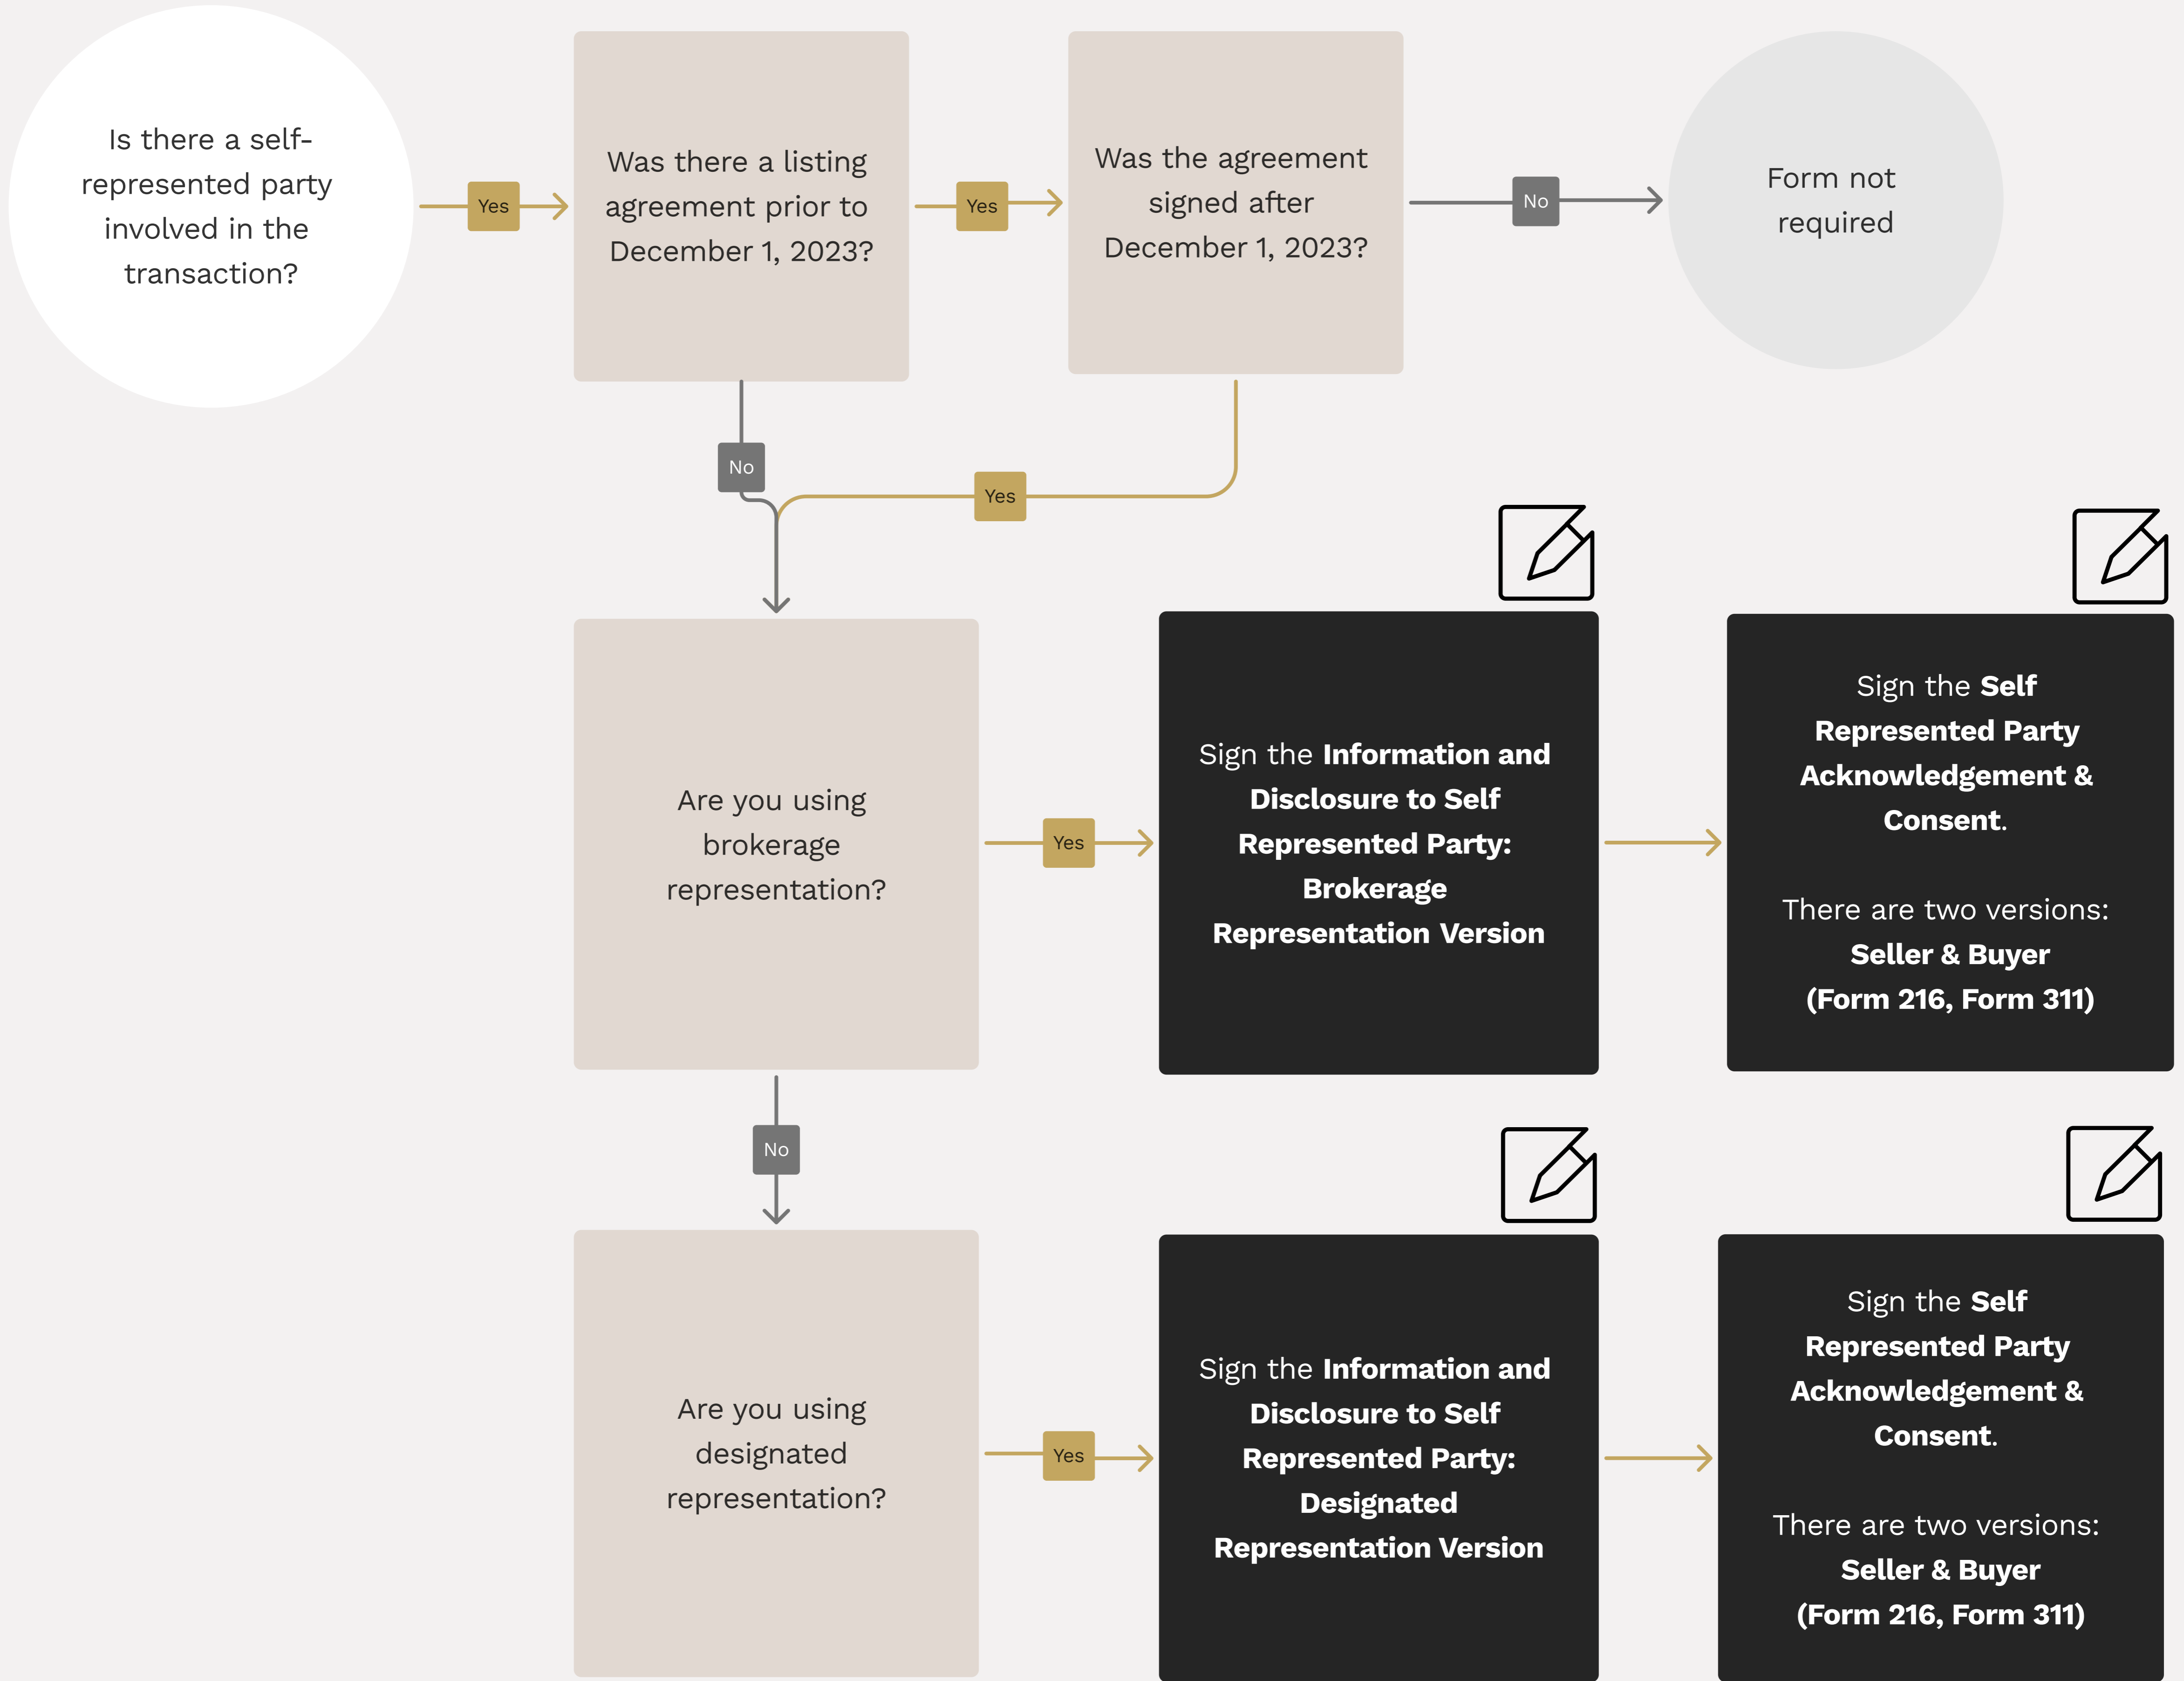 Is there a self-
represented party
involved in the
transaction?
Yes
Was there a listing
agreement prior to
December 1, 2023?
Yes
Was the agreement
signed after
December 1, 2023?
No
Form not
required
No
Yes
Are you using
brokerage
representation?
Yes
Sign the Information and
Disclosure to Self
Represented Party:
Brokerage
Representation Version
Sign the Self
Represented Party
Acknowledgement &
Consent.
There are two versions:
Seller & Buyer
(Form 216, Form 311)
No
Are you using
designated
representation?
Yes
Sign the Information and
Disclosure to Self
Represented Party:
Designated
Representation Version
Sign the Self
Represented Party
Acknowledgement &
Consent.
There are two versions:
Seller & Buyer
(Form 216, Form 311)